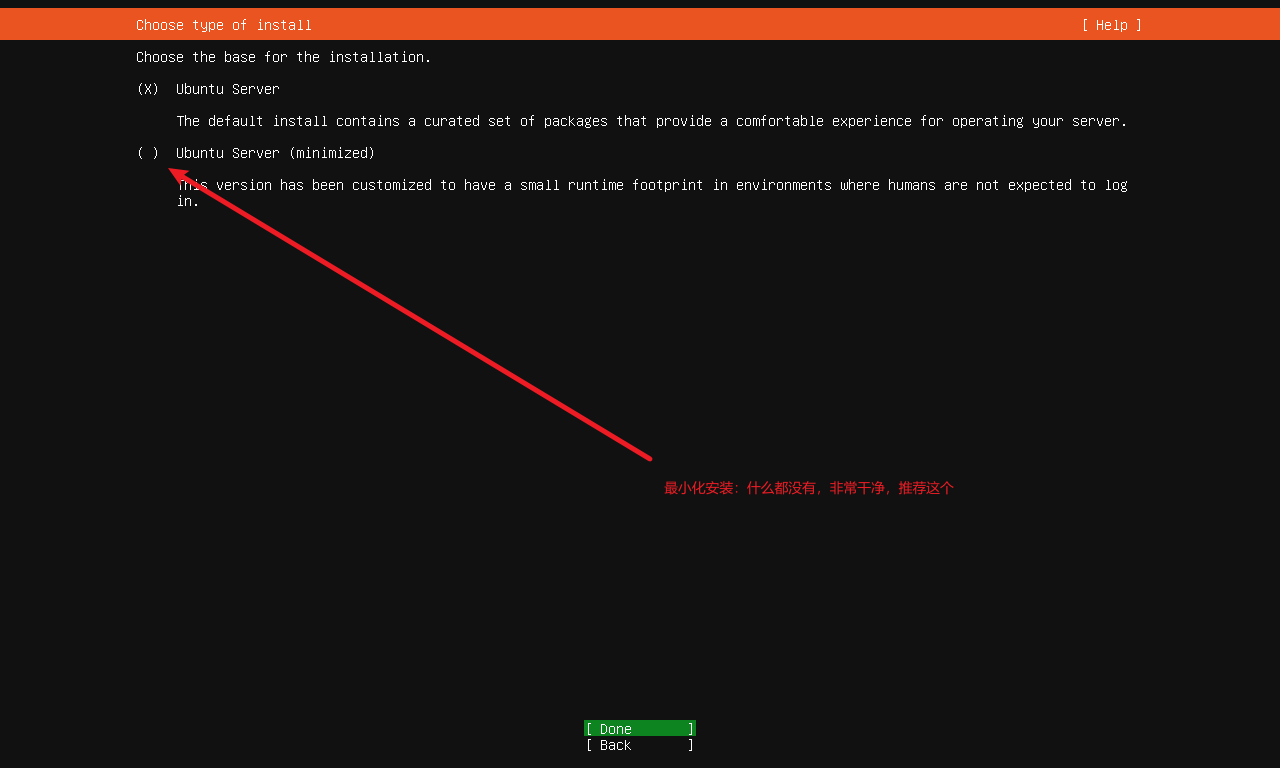 Choose type of install [ Help ]
Choose the base for the installation.
(X) Ubuntu Server
The default install contains a curated set of packages that provide a comfortable experience for operating your server.
( ) Ubuntu Server (minimized)
This version has been customized to have a small runtime footprint in environments where humans are not expected to log
in.
最小化安装：什么都没有，非常干净，推荐这个
[ Done ]
[ Back ]